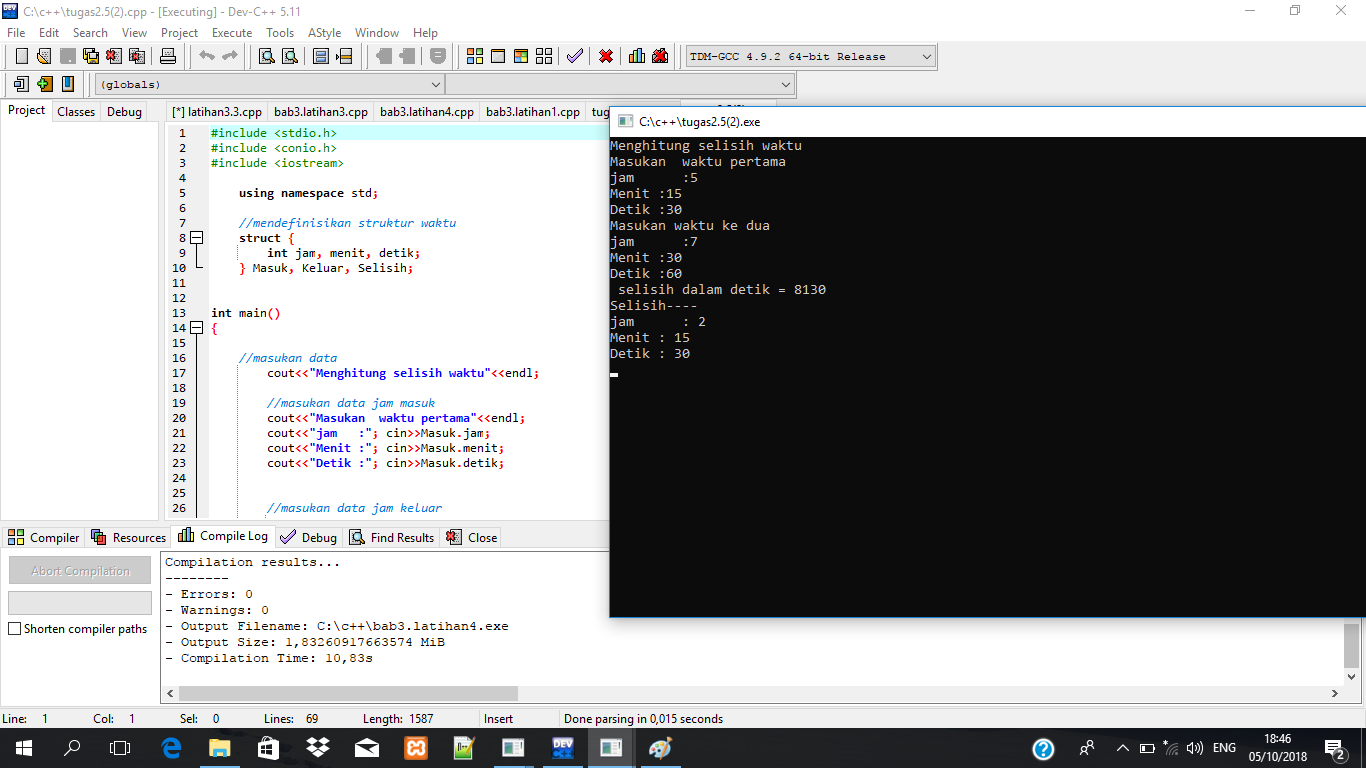 C:\c++\tugas2.5(2).cpp - [Executing] - Dev-C++ 5.11
File Edit Search View Project Execute Tools AStyle Window Help
TDM-GCC 4.9.2 64-bit Release
(globals)
Project Classes Debug
[*] latihan3.3.cpp bab3.latihan3.cpp bab3.latihan4.cpp bab3.latihan1.cpp tug
1 #include <stdio.h>
2 #include <conio.h>
3 #include <iostream>
4
5 using namespace std;
6
7 //mendefinisikan struktur waktu
8 struct {
9 int jam, menit, detik;
10 } Masuk, Keluar, Selisih;
11
12
13 int main()
14 {
15
16 //masukan data
17 cout<<"Menghitung selisih waktu"<<endl;
18
19 //masukan data jam masuk
20 cout<<"Masukan  waktu pertama"<<endl;
21 cout<<"jam   :"; cin>>Masuk.jam;
22 cout<<"Menit :"; cin>>Masuk.menit;
23 cout<<"Detik :"; cin>>Masuk.detik;
24
25
26 //masukan data jam keluar
C:\c++\tugas2.5(2).exe
Menghitung selisih waktu
Masukan  waktu pertama
jam      :5
Menit :15
Detik :30
Masukan waktu ke dua
jam      :7
Menit :30
Detik :60
selisih dalam detik = 8130
Selisih----
jam      : 2
Menit : 15
Detik : 30
Compiler Resources Compile Log Debug Find Results Close
Abort Compilation
Shorten compiler paths
Compilation results...
--------
- Errors: 0
- Warnings: 0
- Output Filename: C:\c++\bab3.latihan4.exe
- Output Size: 1,83260917663574 MiB
- Compilation Time: 10,83s
Line: 1 Col: 1 Sel: 0 Lines: 69 Length: 1587 Insert Done parsing in 0,015 seconds
DEV
ENG
18:46
05/10/2018
2